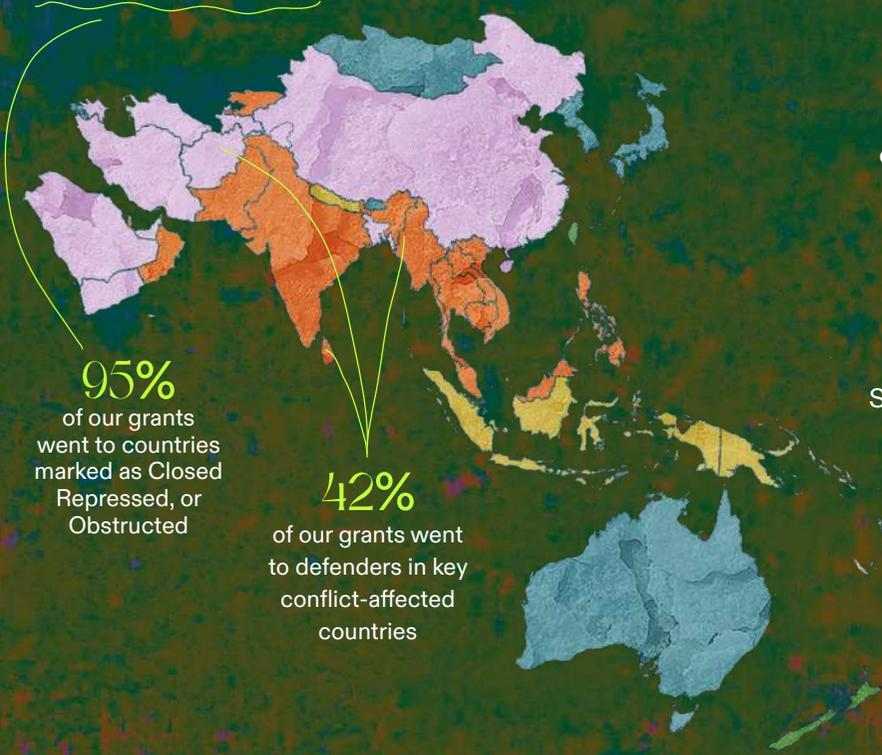 95%
of our grants
went to countries
marked as Closed
Repressed, or
Obstructed
42%
of our grants went
to defenders in key
conflict-affected
countries
S